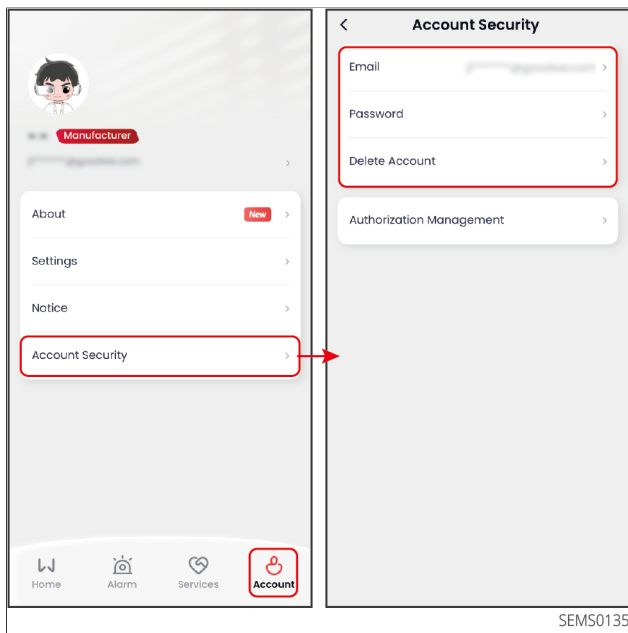 Manufacturer
About
New
Settings
Notice
Account Security
Home
Alarm
Services
Account
Account Security
Email
Password
Delete Account
Authorization Management
SEMS0135